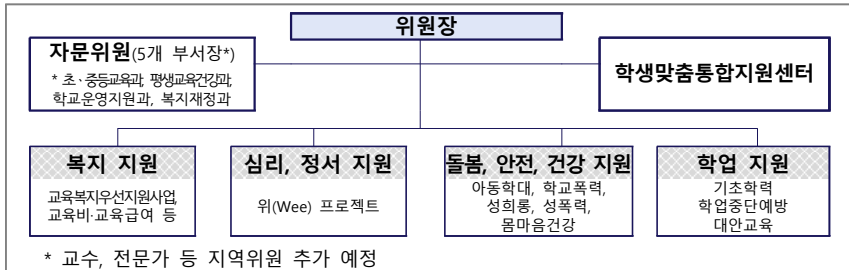 위원장
자문위원(5개 부서장*)
* 초·중등교육과, 평생교육건강과,
학교운영지원과, 복지재정과
학생맞춤통합지원센터
복지 지원
교육복지우선지원사업,
교육비·교육급여 등
심리, 정서 지원
위(Wee) 프로젝트
돌봄, 안전, 건강 지원
아동학대, 학교폭력,
성희롱, 성폭력,
몸마음건강
학업 지원
기초학력
학업중단예방
대안교육
* 교수, 전문가 등 지역위원 추가 예정